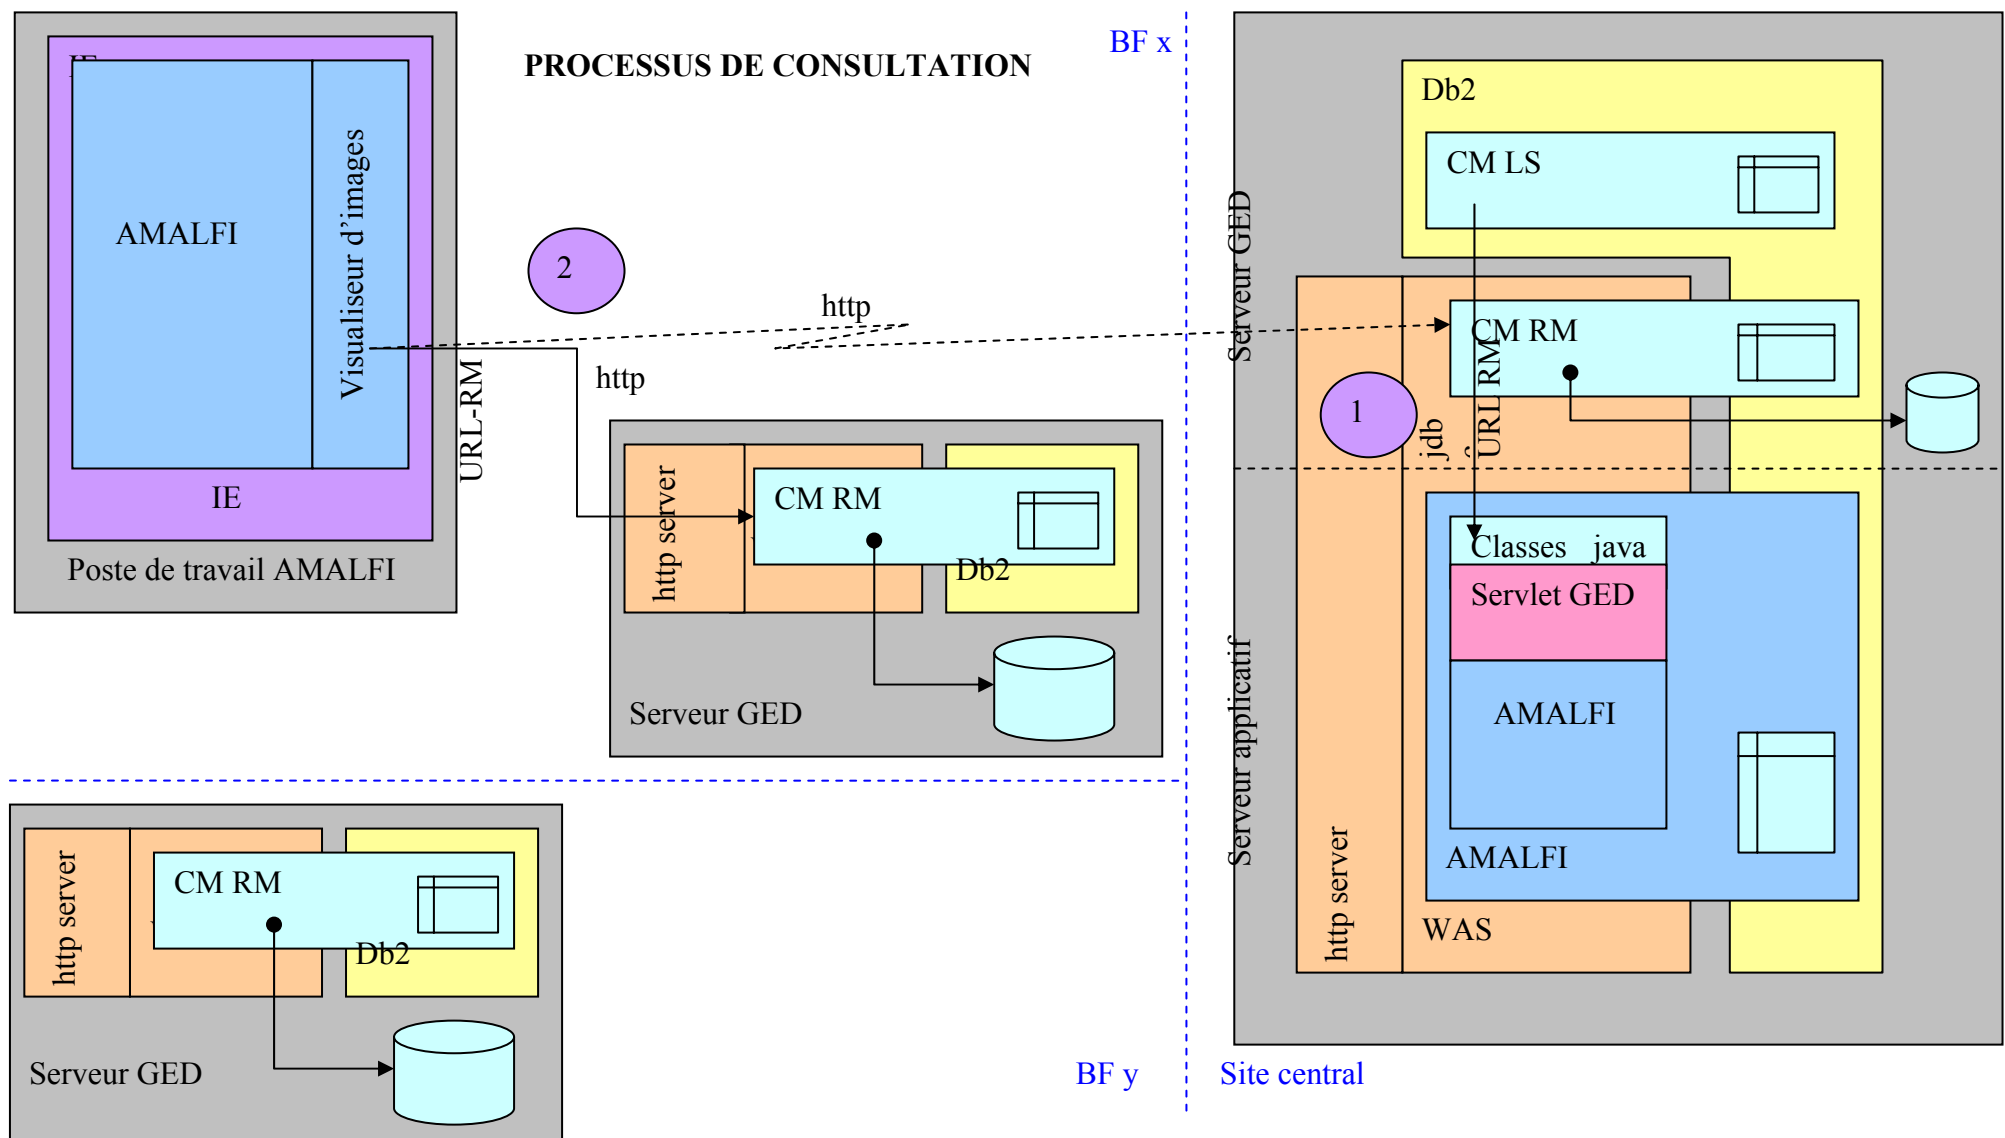 PROCESSUS DE CONSULTATION
BF x
IE
AMALFI
Visualiseur d'images
IE
Poste de travail AMALFI
2
http
http
URL-RM
http server
CM RM
Db2
Serveur GED
http server
CM RM
Db2
Serveur GED
BF y
Site central
Serveur GED
Db2
CM LS
CM RM
1
jdb
URL RM
Serveur applicatif
Classes java
Servlet GED
AMALFI
AMALFI
http server
WAS